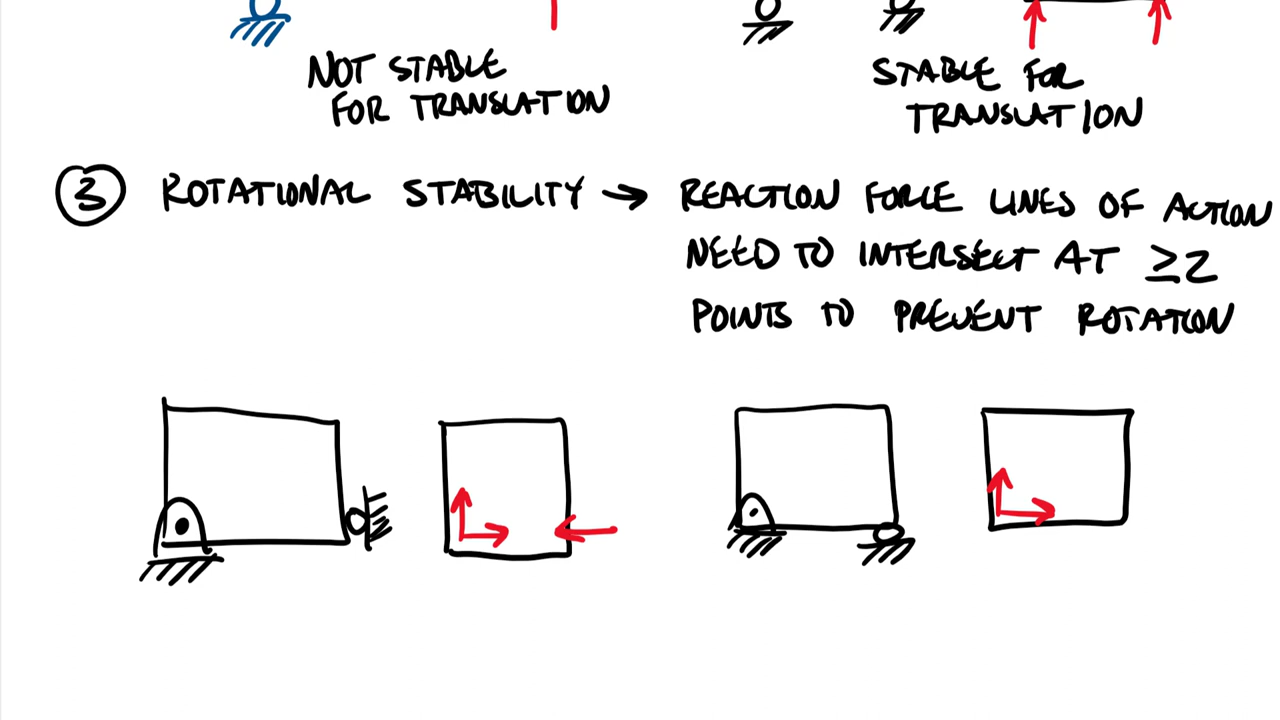 NOT STABLE
FOR TRANSLATION
STABLE FOR
TRANSLATION
3 ROTATIONAL STABILITY → REACTION FORCE LINES OF ACTION
NEED TO INTERSECT AT ≥2
POINTS TO PREVENT ROTATION